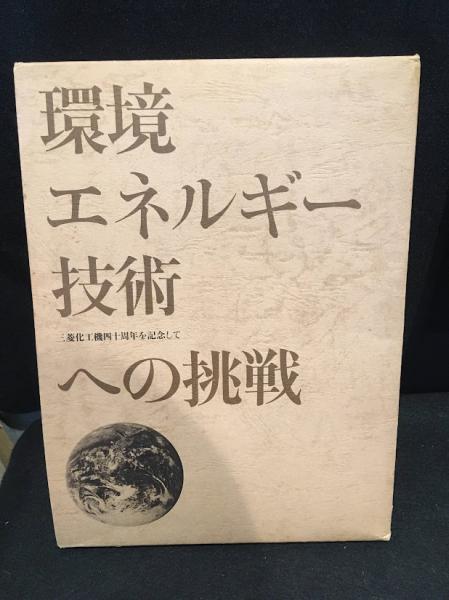 環境
エネルギー
技術
三菱化工機四十周年を記念して
への挑戦